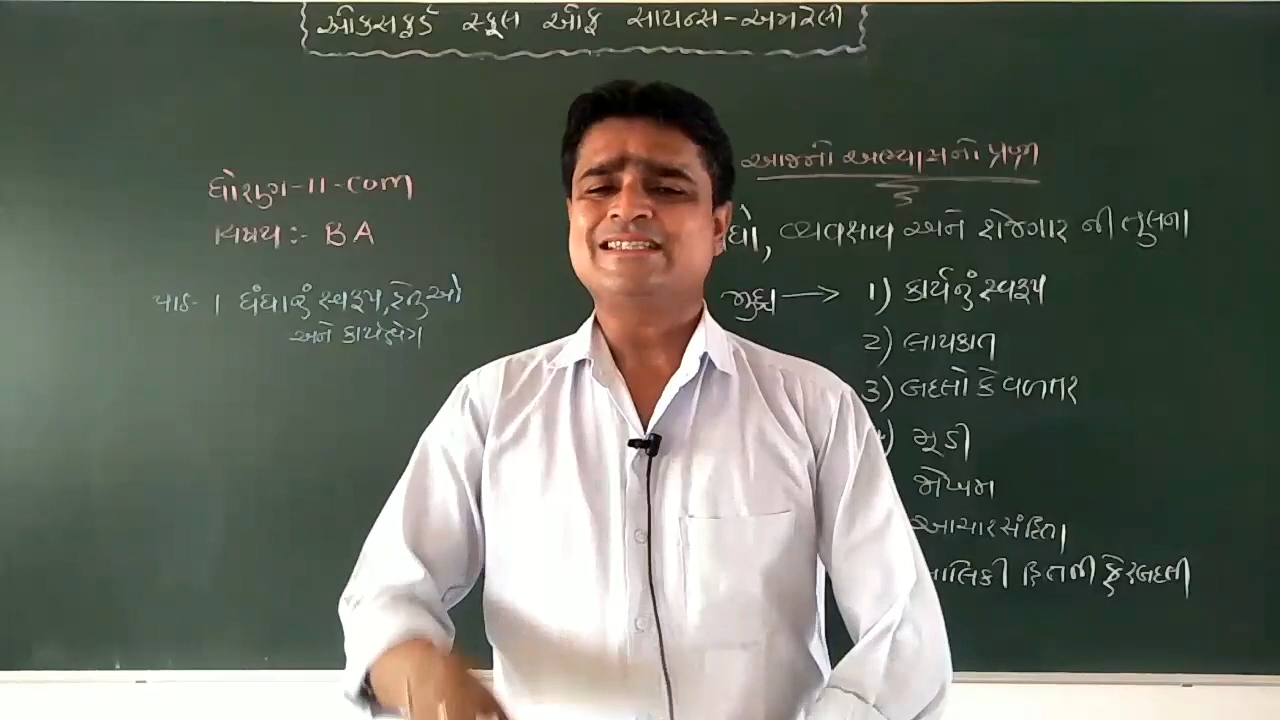 ઓક્સફર્ડ સ્કૂલ ઓફ સાયન્સ-અમરેલી
ધોરણ-11-com
વિષય:- BA
પાઠ-1 ધંધાનું સ્વરૂપ, હેતુઓ
અને કાર્યક્ષેત્ર
આજનો અભ્યાસનો પ્રશ્ન
ધો, વ્યવસાય અને રોજગાર ની તુલના
મુદ્દા → 1) કાર્યનું સ્વરૂપ
2) લાયકાત
3) બદલો કે વળતર
) મૂડી
જોખમ
આચારસંહિતા
માલિકી હિતની ફેરબદલી